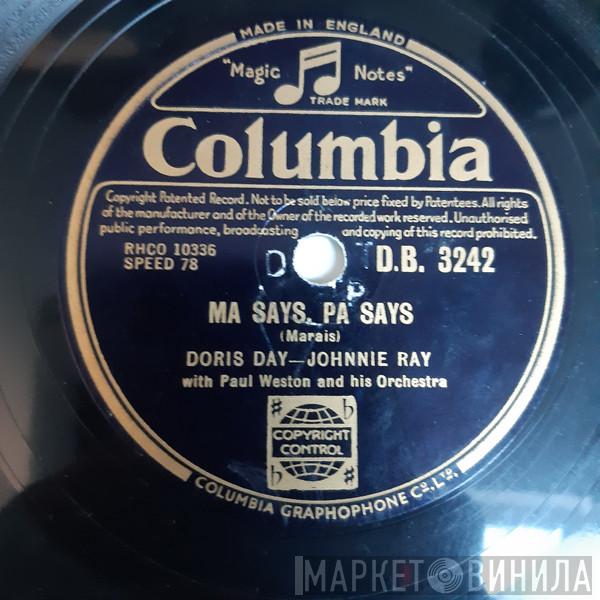 MADE IN ENGLAND
"Magic Notes"
TRADE MARK
Columbia
Copyright Patented Record. Not to be sold below price fixed by Patentees. All rights
of the manufacturer and of the Owner of the recorded work reserved. Unauthorised
public performance, broadcasting and copying of this record prohibited.
RHCO 10336
SPEED 78
D.B. 3242
MA SAYS, PA SAYS
(Marais)
DORIS DAY—JOHNNIE RAY
with Paul Weston and his Orchestra
COPYRIGHT
CONTROL
COLUMBIA GRAPHOPHONE Co. LTD.
МАРКЕТ ВИНИЛА